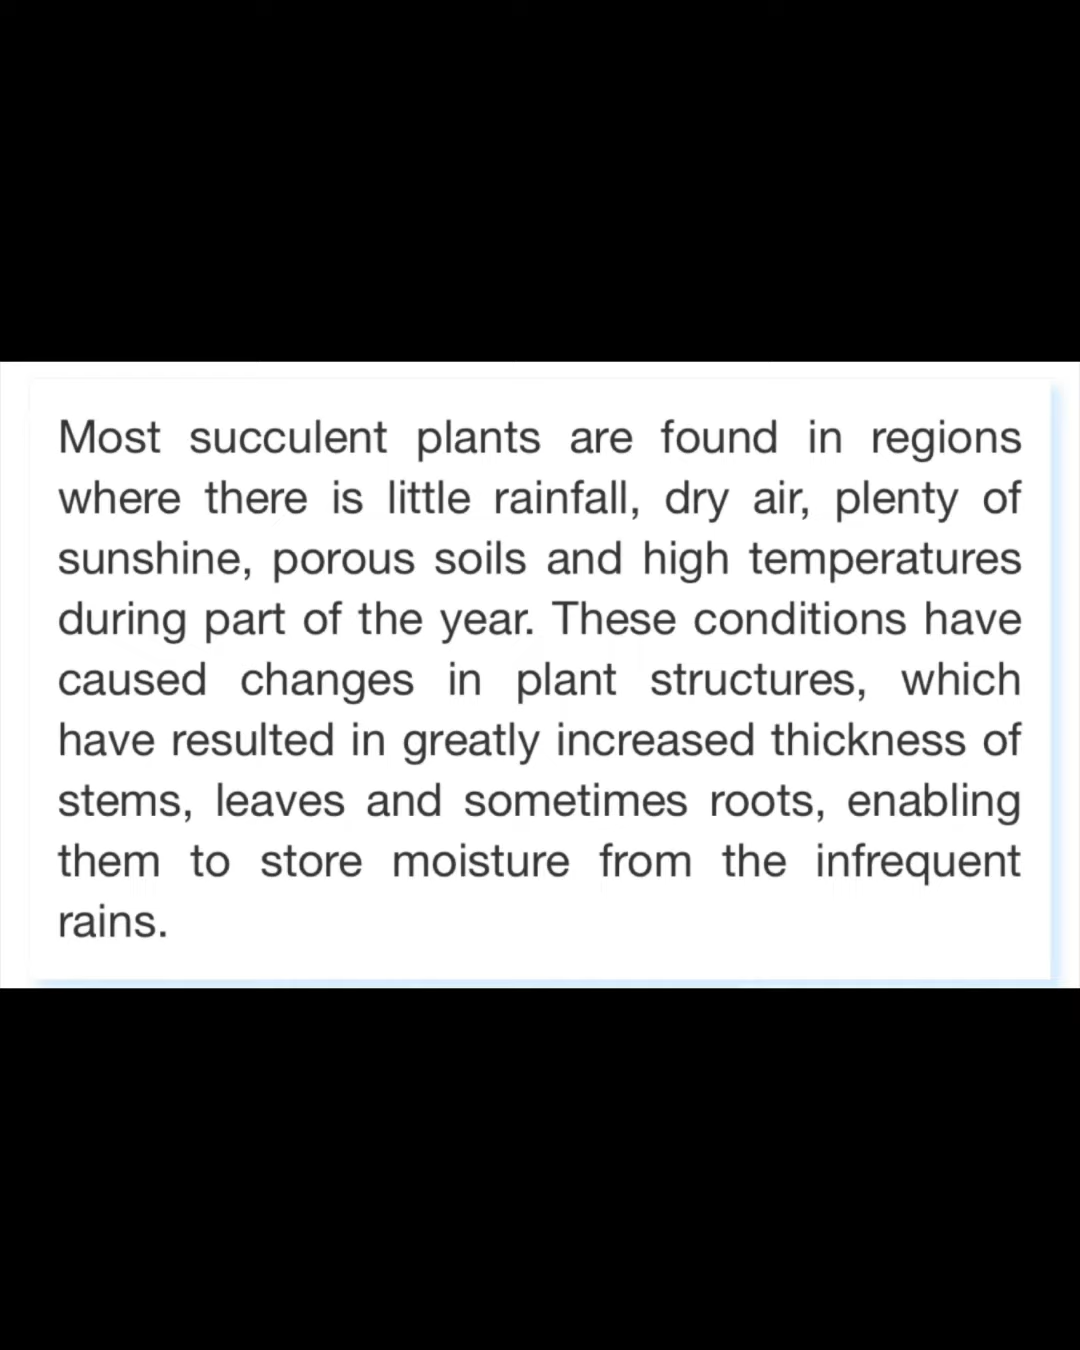 Most succulent plants are found in regions
where there is little rainfall, dry air, plenty of
sunshine, porous soils and high temperatures
during part of the year. These conditions have
caused changes in plant structures, which
have resulted in greatly increased thickness of
stems, leaves and sometimes roots, enabling
them to store moisture from the infrequent
rains.